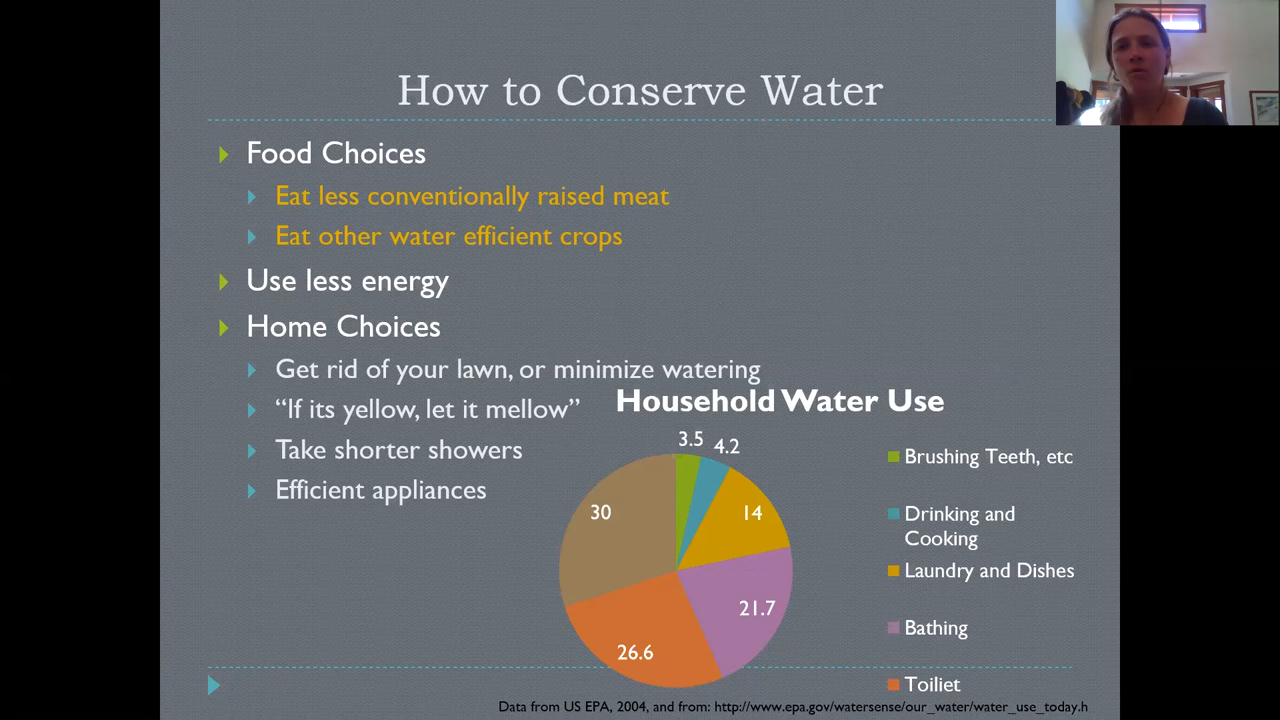 How to Conserve Water
Food Choices
Eat less conventionally raised meat
Eat other water efficient crops
Use less energy
Home Choices
Get rid of your lawn, or minimize watering
“If its yellow, let it mellow”
Take shorter showers
Efficient appliances
Household Water Use
3.5
4.2
14
21.7
26.6
30
Brushing Teeth, etc
Drinking and
Cooking
Laundry and Dishes
Bathing
Toiliet
Data from US EPA, 2004, and from: http://www.epa.gov/watersense/our_water/water_use_today.h